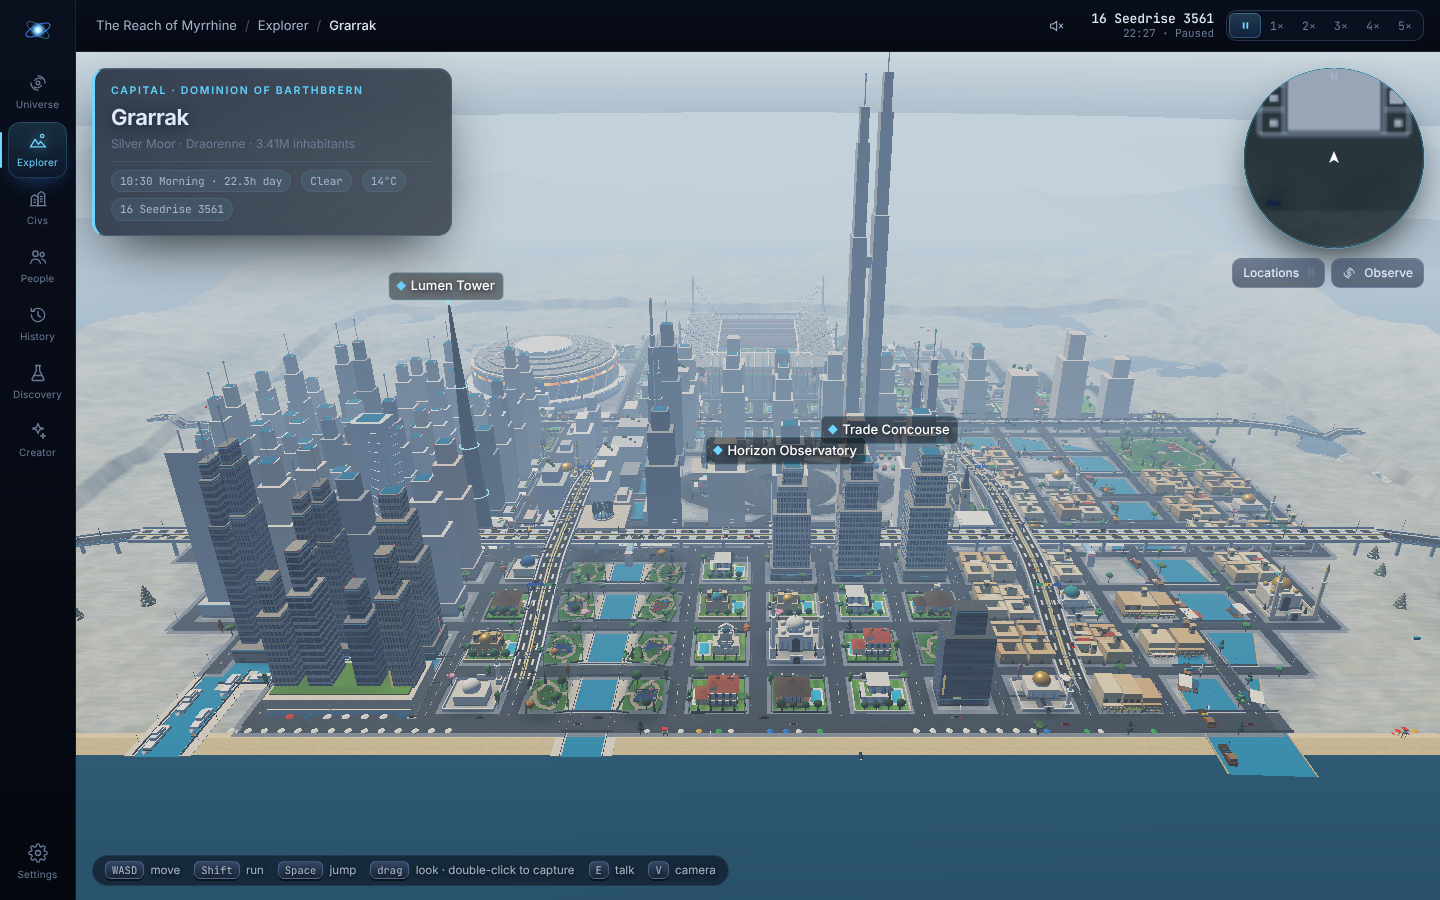 The Reach of Myrrhine / Explorer / Grarrak
16 Seedrise 3561
22:27 · Paused
1×
2×
3×
4×
5×
Universe
Explorer
Civs
People
History
Discovery
Creator
Settings
CAPITAL · DOMINION OF BARTHBRERN
Grarrak
Silver Moor · Draorenne · 3.41M inhabitants
10:30 Morning · 22.3h day
Clear
14°C
16 Seedrise 3561
N
Locations M
Observe
Lumen Tower
Trade Concourse
Horizon Observatory
WASD move
Shift run
Space jump
drag look · double-click to capture
E talk
V camera